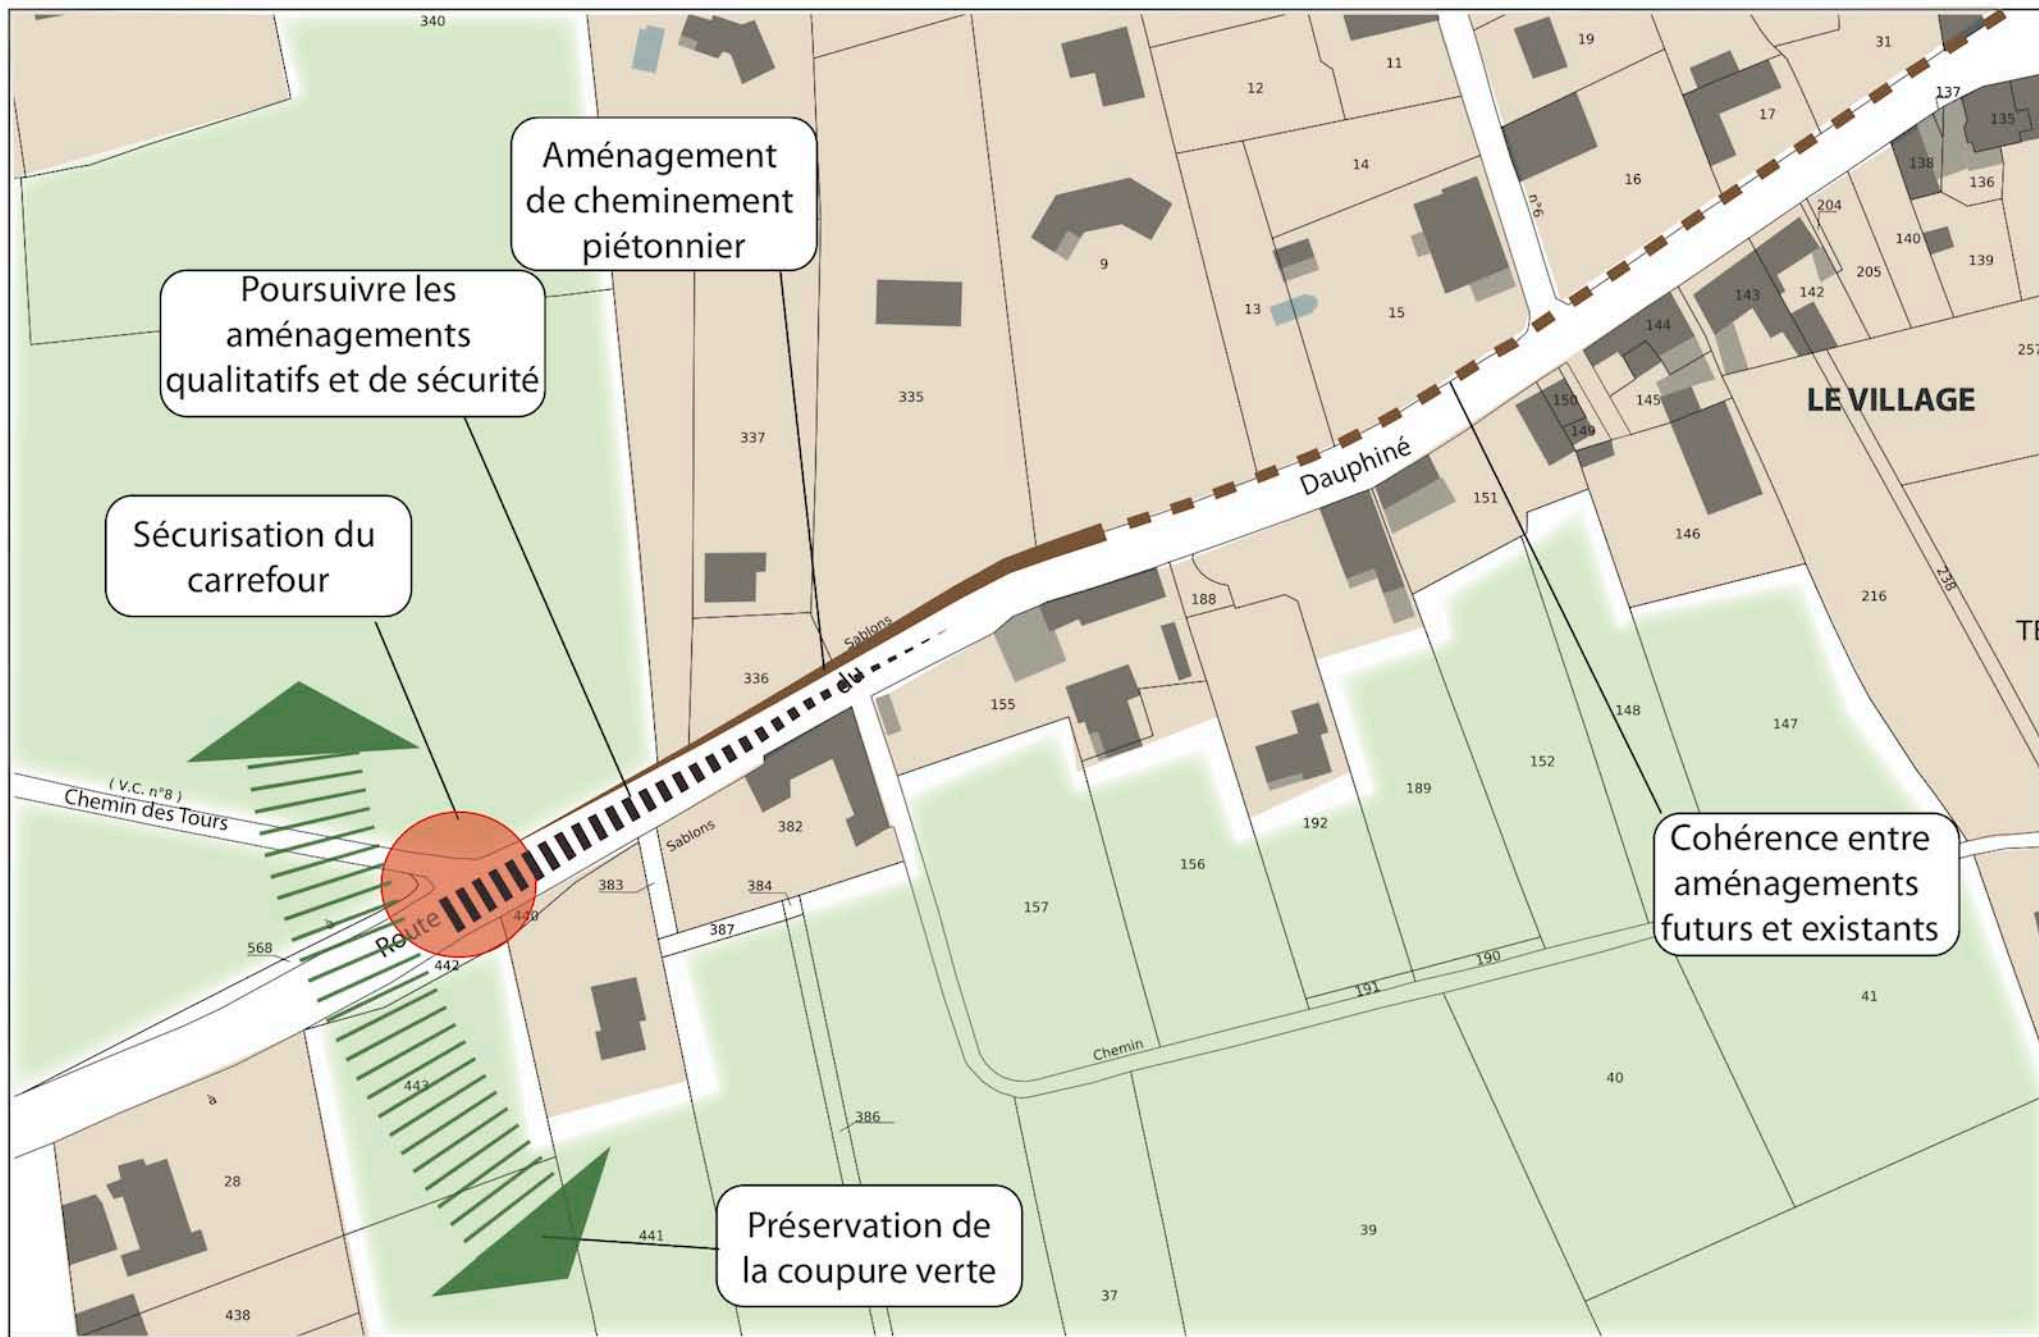 340
19
31
11
12
137
135
17
Aménagement
de cheminement
piétonnier
14
16
138
136
n°6
204
140
139
9
205
Poursuivre les
aménagements
qualitatifs et de sécurité
13
15
143
142
144
257
335
150
145
LE VILLAGE
337
149
Dauphiné
151
146
Sécurisation du
carrefour
188
238
216
Sablons
TE
336
du
155
148
147
152
( V.C. n°8 )
Chemin des Tours
189
Sablons
382
192
Cohérence entre
aménagements
futurs et existants
156
383
384
157
440
à
Route
387
568
442
190
191
41
Chemin
443
40
à
386
28
441
Préservation de
la coupure verte
39
37
438